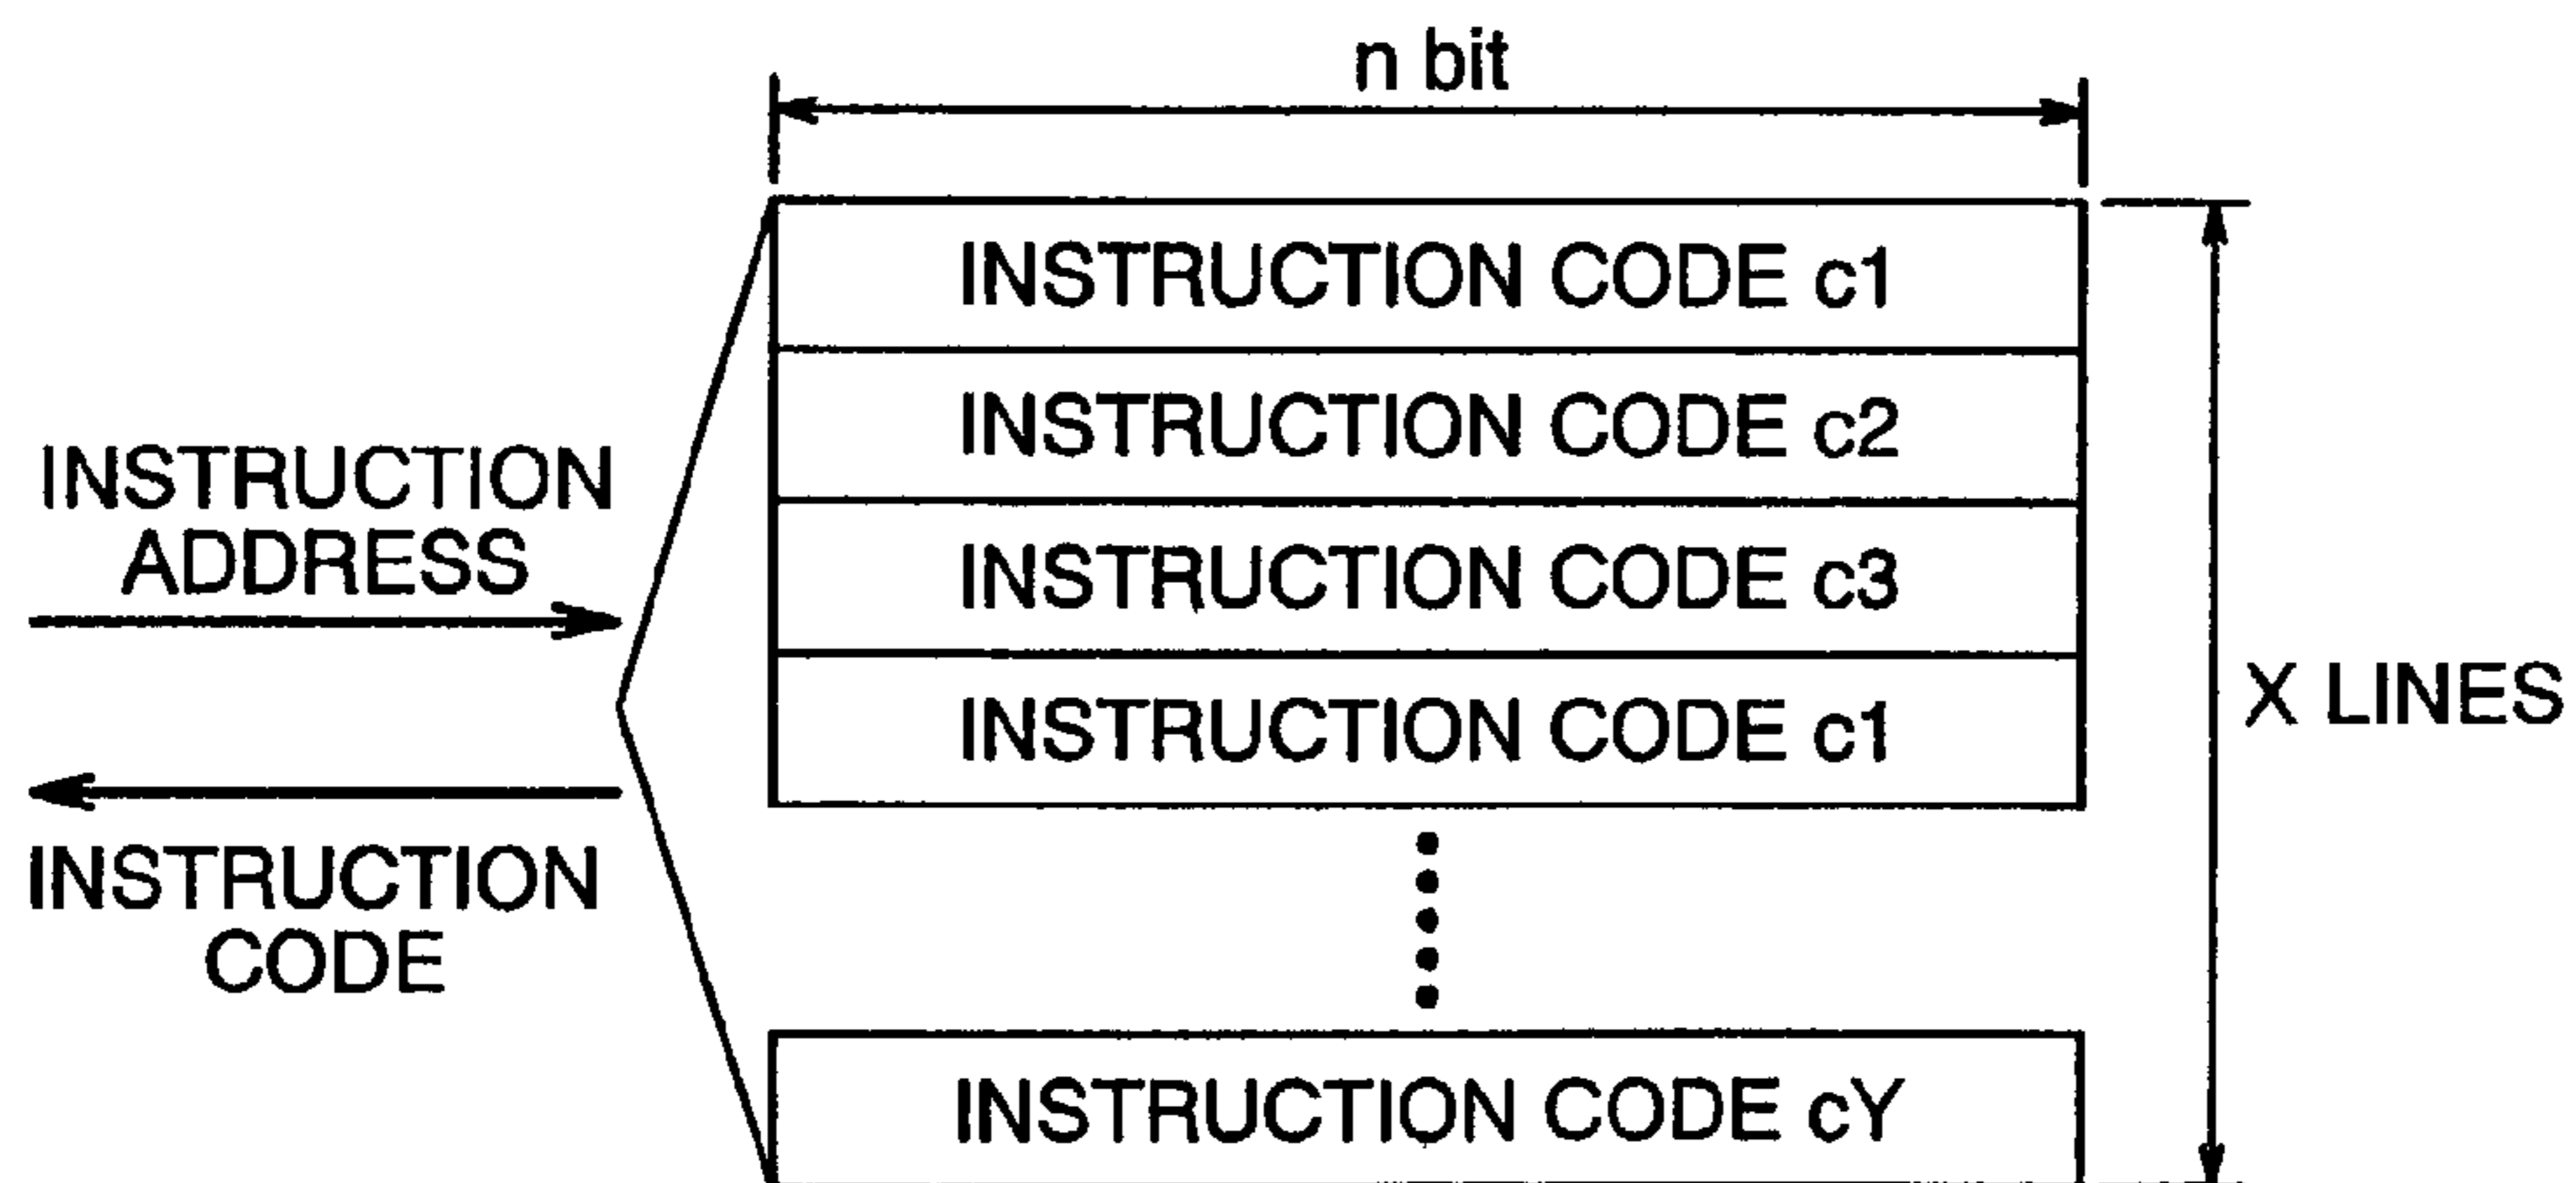 n bit
INSTRUCTION CODE c1
INSTRUCTION CODE c2
INSTRUCTION CODE c3
INSTRUCTION CODE c1
INSTRUCTION CODE cY
INSTRUCTION
ADDRESS
INSTRUCTION
CODE
X LINES